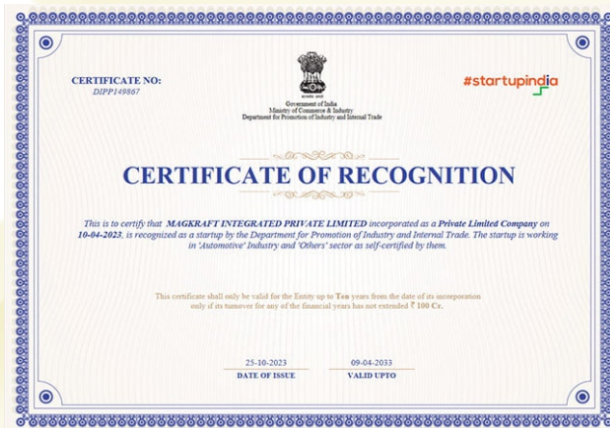 CERTIFICATE NO:
DIPP149867
#startupindia
Government of India
Ministry of Commerce & Industry
Department for Promotion of Industry and Internal Trade
CERTIFICATE OF RECOGNITION
This is to certify that MAGKRAFT INTEGRATED PRIVATE LIMITED incorporated as a Private Limited Company on
10-04-2023, is recognized as a startup by the Department for Promotion of Industry and Internal Trade. The startup is working
in 'Automotive' Industry and 'Others' sector as self-certified by them.
This certificate shall only be valid for the Entity up to Ten years from the date of its incorporation
only if its turnover for any of the financial years has not extended ₹ 100 Cr.
25-10-2023
09-04-2033
DATE OF ISSUE
VALID UPTO